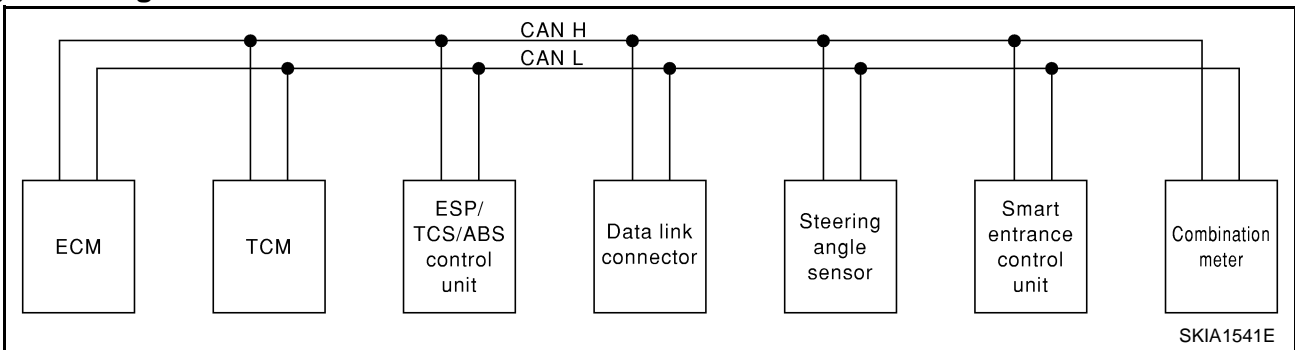 CAN H
CAN L
ECM
TCM
ESP/
TCS/ABS
control
unit
Data link
connector
Steering
angle
sensor
Smart
entrance
control
unit
Combination
meter
SKIA1541E